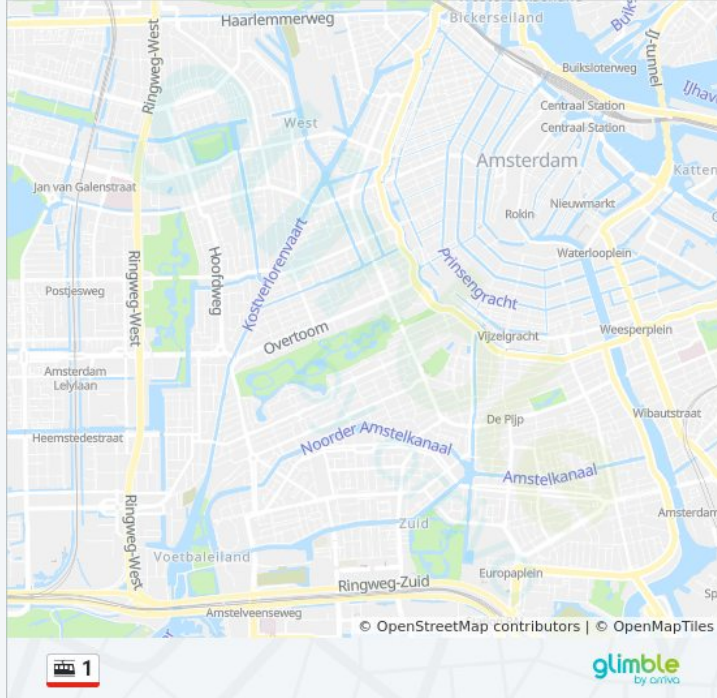 Haarlemmerweg
Bickerseiland
IJ-tunnel
Ringweg-West
Buiksloterweg
Centraal Station
Centraal Station
West
Amsterdam
Jan van Galenstraat
Nieuwmarkt
Rokin
Kostverlorenvaart
Waterlooplein
Hoofdweg
Prinsengracht
Ringweg-West
Postjesweg
Overtoom
Vijzelgracht
Weesperplein
Amsterdam
Lelylaan
De Pijp
Wibautstraat
Heemstedestraat
Noorder Amstelkanaal
Amstelkanaal
Ringweg-West
Amsterdam
Zuid
Voetbaleiland
Europaplein
Ringweg-Zuid
Amstelveenseweg
© OpenStreetMap contributors | © OpenMapTiles
1
glimble
by arriva